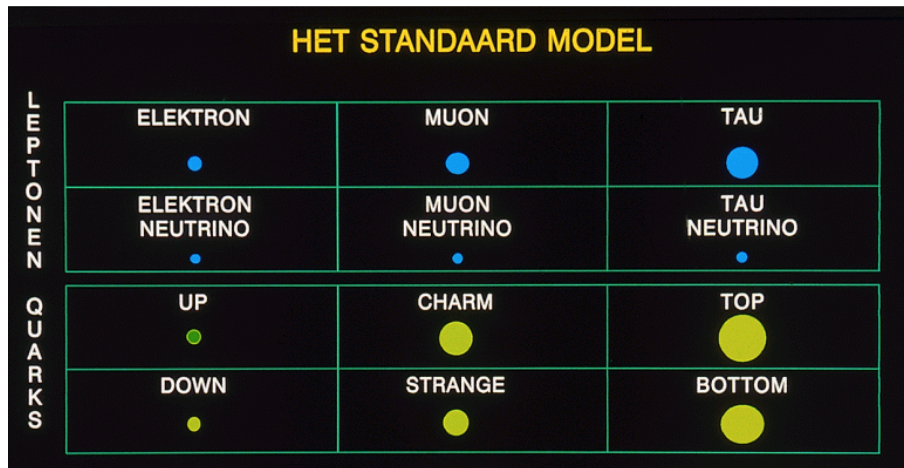 HET STANDAARD MODEL
LEPTONEN
ELEKTRON MUON TAU
ELEKTRON MUON TAU
NEUTRINO NEUTRINO NEUTRINO
QUARKS
UP CHARM TOP
DOWN STRANGE BOTTOM